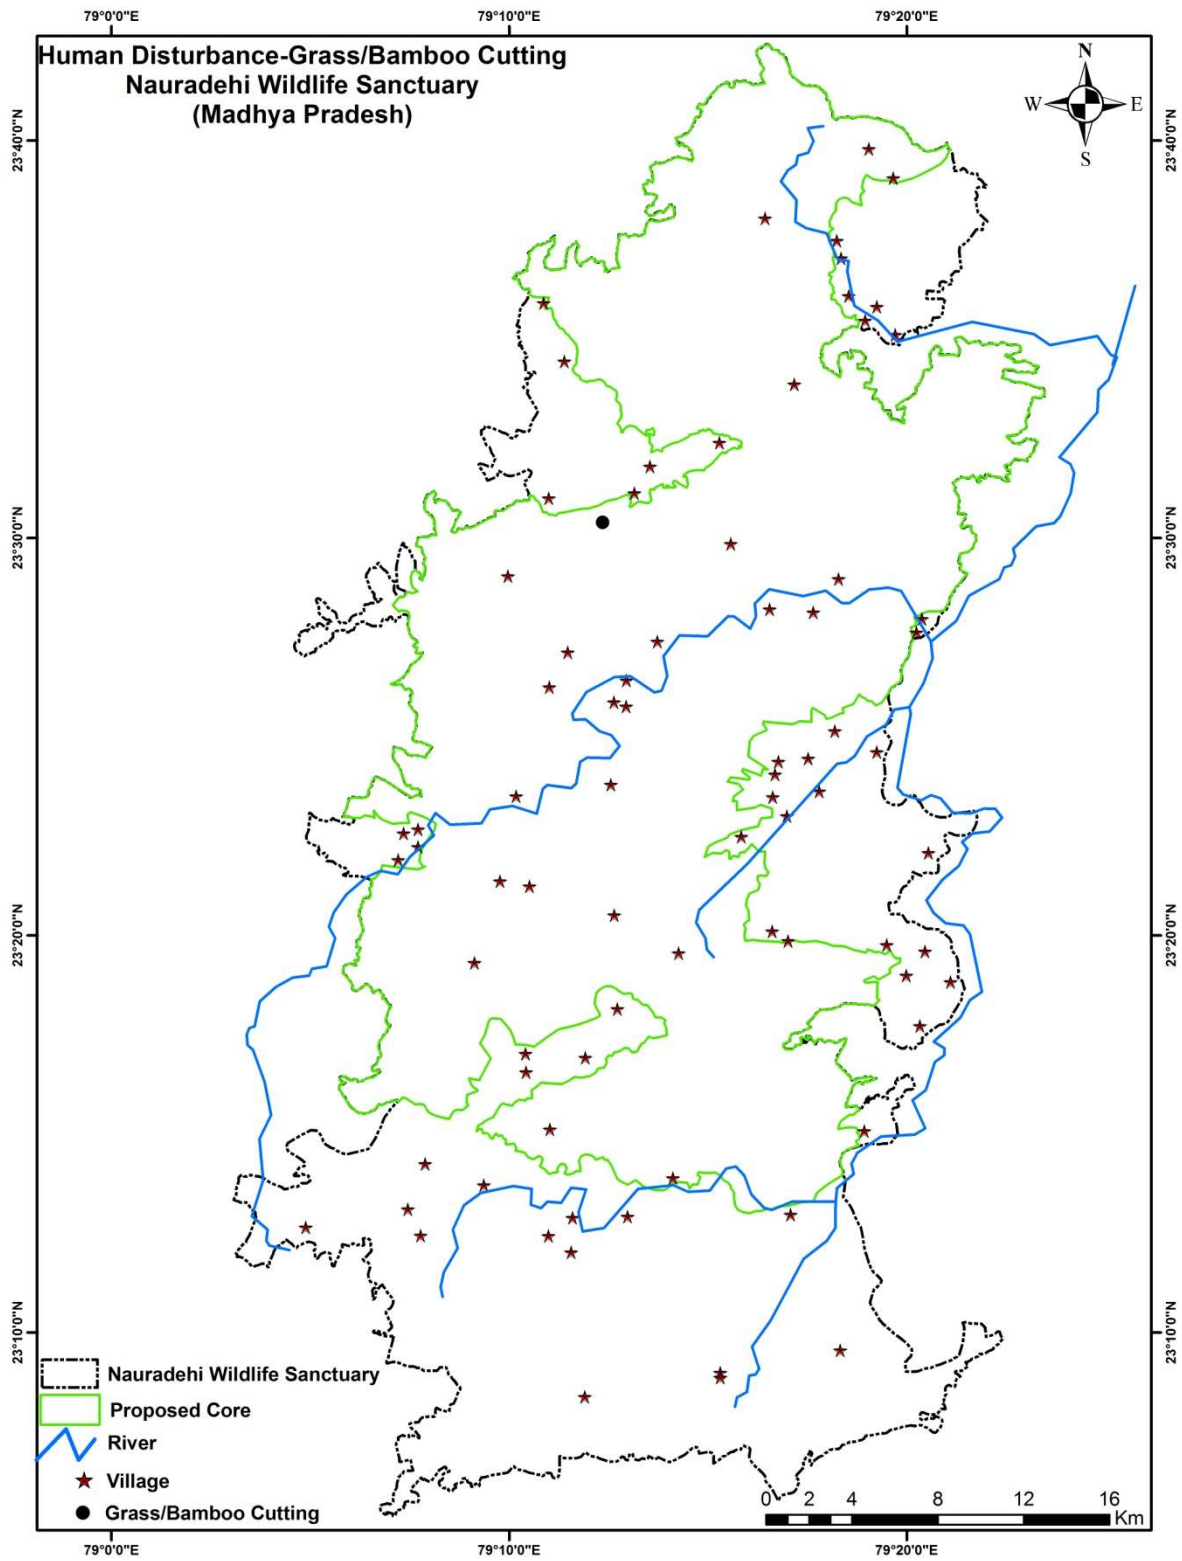 79°0'0"E 79°10'0"E 79°20'0"E
Human Disturbance-Grass/Bamboo Cutting
Nauradehi Wildlife Sanctuary
(Madhya Pradesh)
N
W E
S
23°40'0"N 23°40'0"N
23°30'0"N 23°30'0"N
23°20'0"N 23°20'0"N
23°10'0"N 23°10'0"N
Nauradehi Wildlife Sanctuary
Proposed Core
River
Village
Grass/Bamboo Cutting
0 2 4 8 12 16
Km
79°0'0"E 79°10'0"E 79°20'0"E